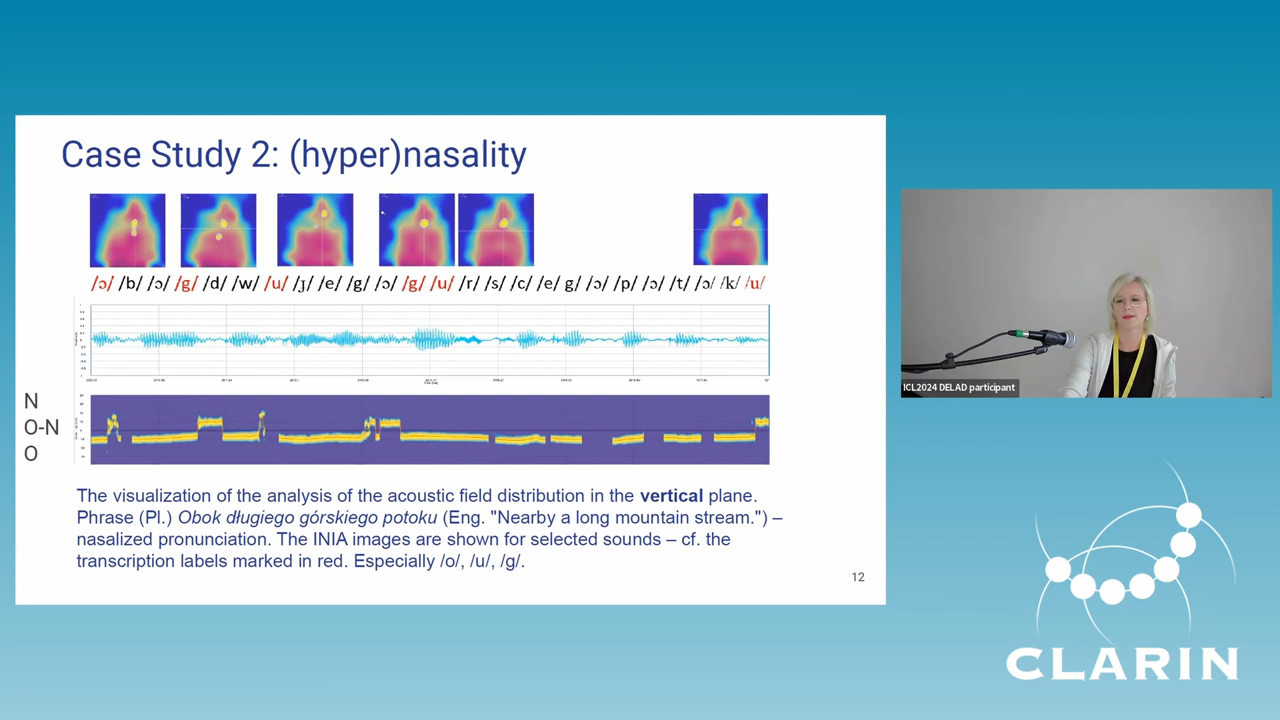 Case Study 2: (hyper)nasality
/ɔ/ /b/ /ɔ/ /g/ /d/ /w/ /u/ /ɟ/ /e/ /g/ /ɔ/ /g/ /u/ /r/ /s/ /c/ /e/ g/ /ɔ/ /p/ /ɔ/ /t/ /ɔ/ /k/ /u/
N
O-N
O
The visualization of the analysis of the acoustic field distribution in the vertical plane.
Phrase (Pl.) Obok długiego górskiego potoku (Eng. "Nearby a long mountain stream.") –
nasalized pronunciation. The INIA images are shown for selected sounds – cf. the
transcription labels marked in red. Especially /o/, /u/, /g/.
12
ICL2024 DELAD participant
CLARIN